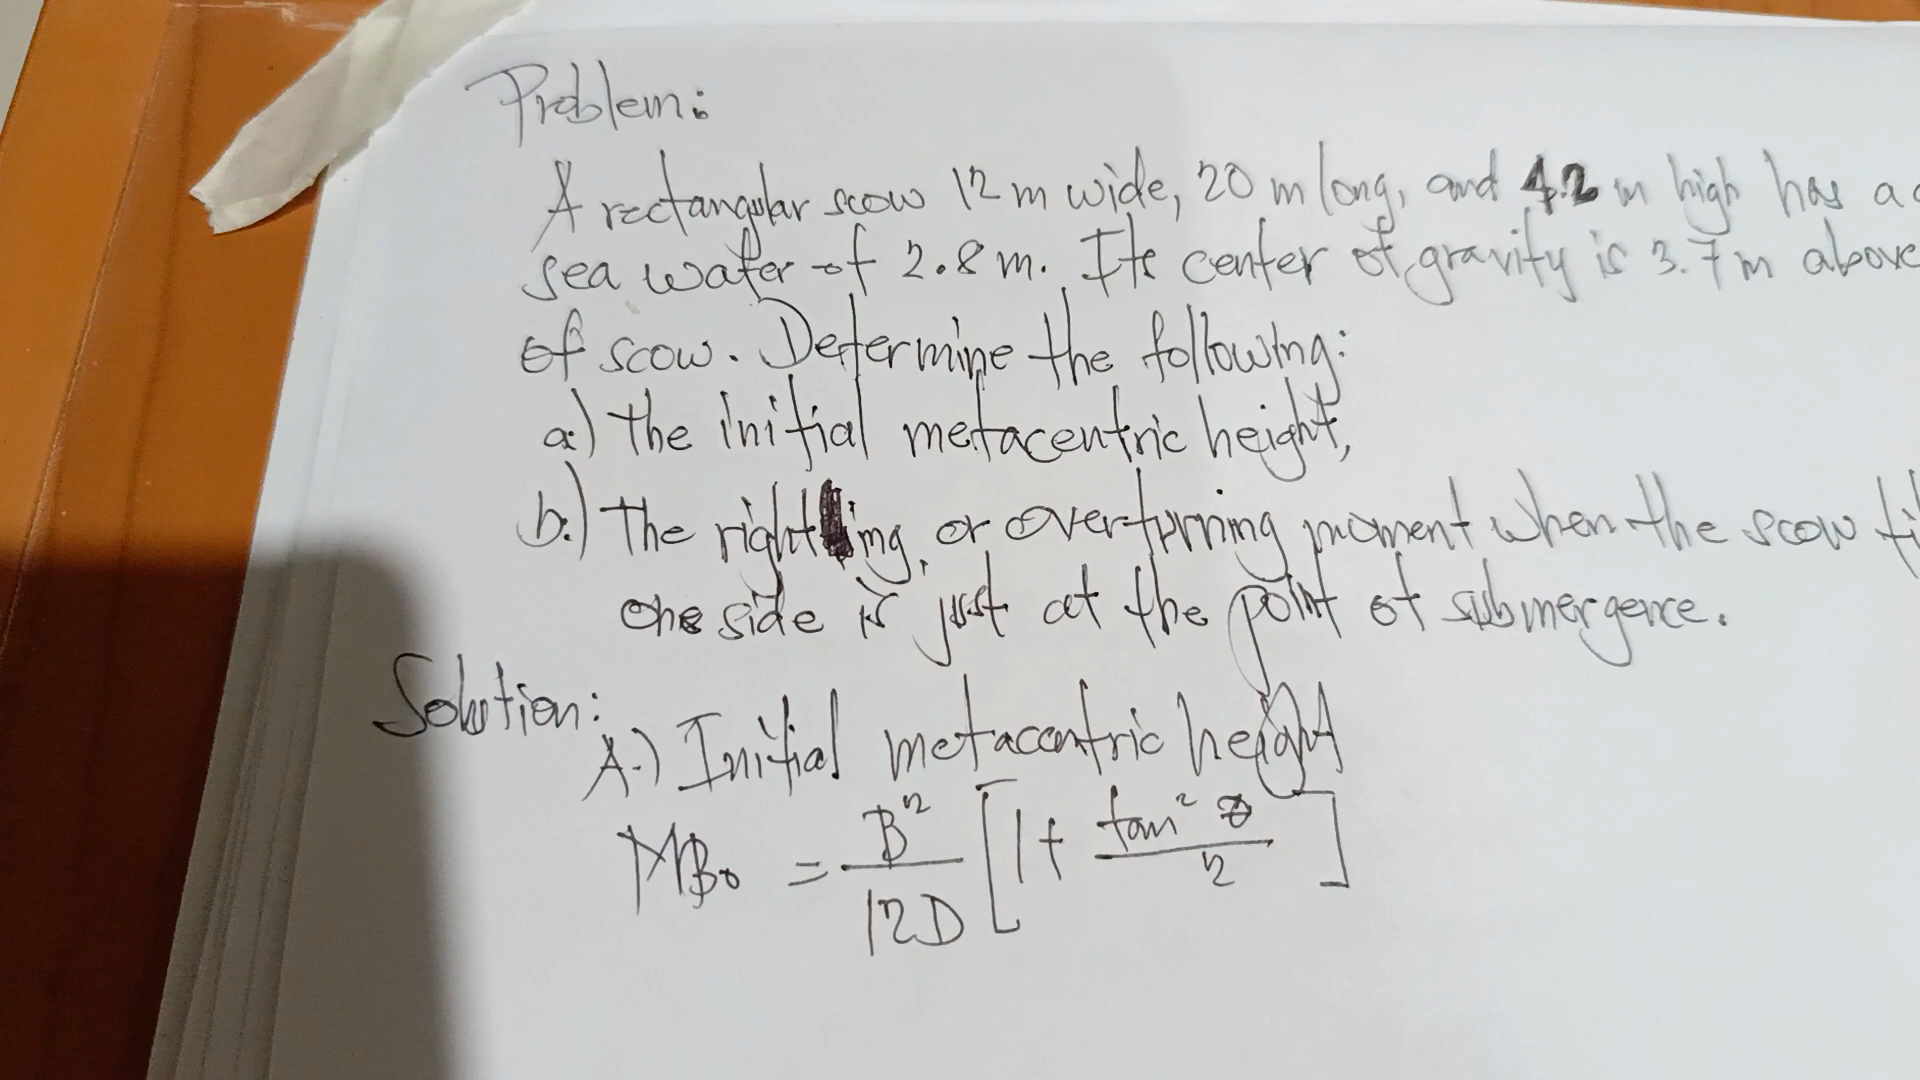 Problem:
A rectangular scow 12 m wide, 20 m long, and 4.2 m high has a
sea water of 2.8 m. Its center of gravity is 3.7 m above
of scow. Determine the following:
a.) the initial metacentric height,
b.) the righting, or overturning moment when the scow
one side is just at the point of submergence.
Solution:
A.) Initial metacentric height
MB₀ = B²/12D [1 + tan² θ/2]